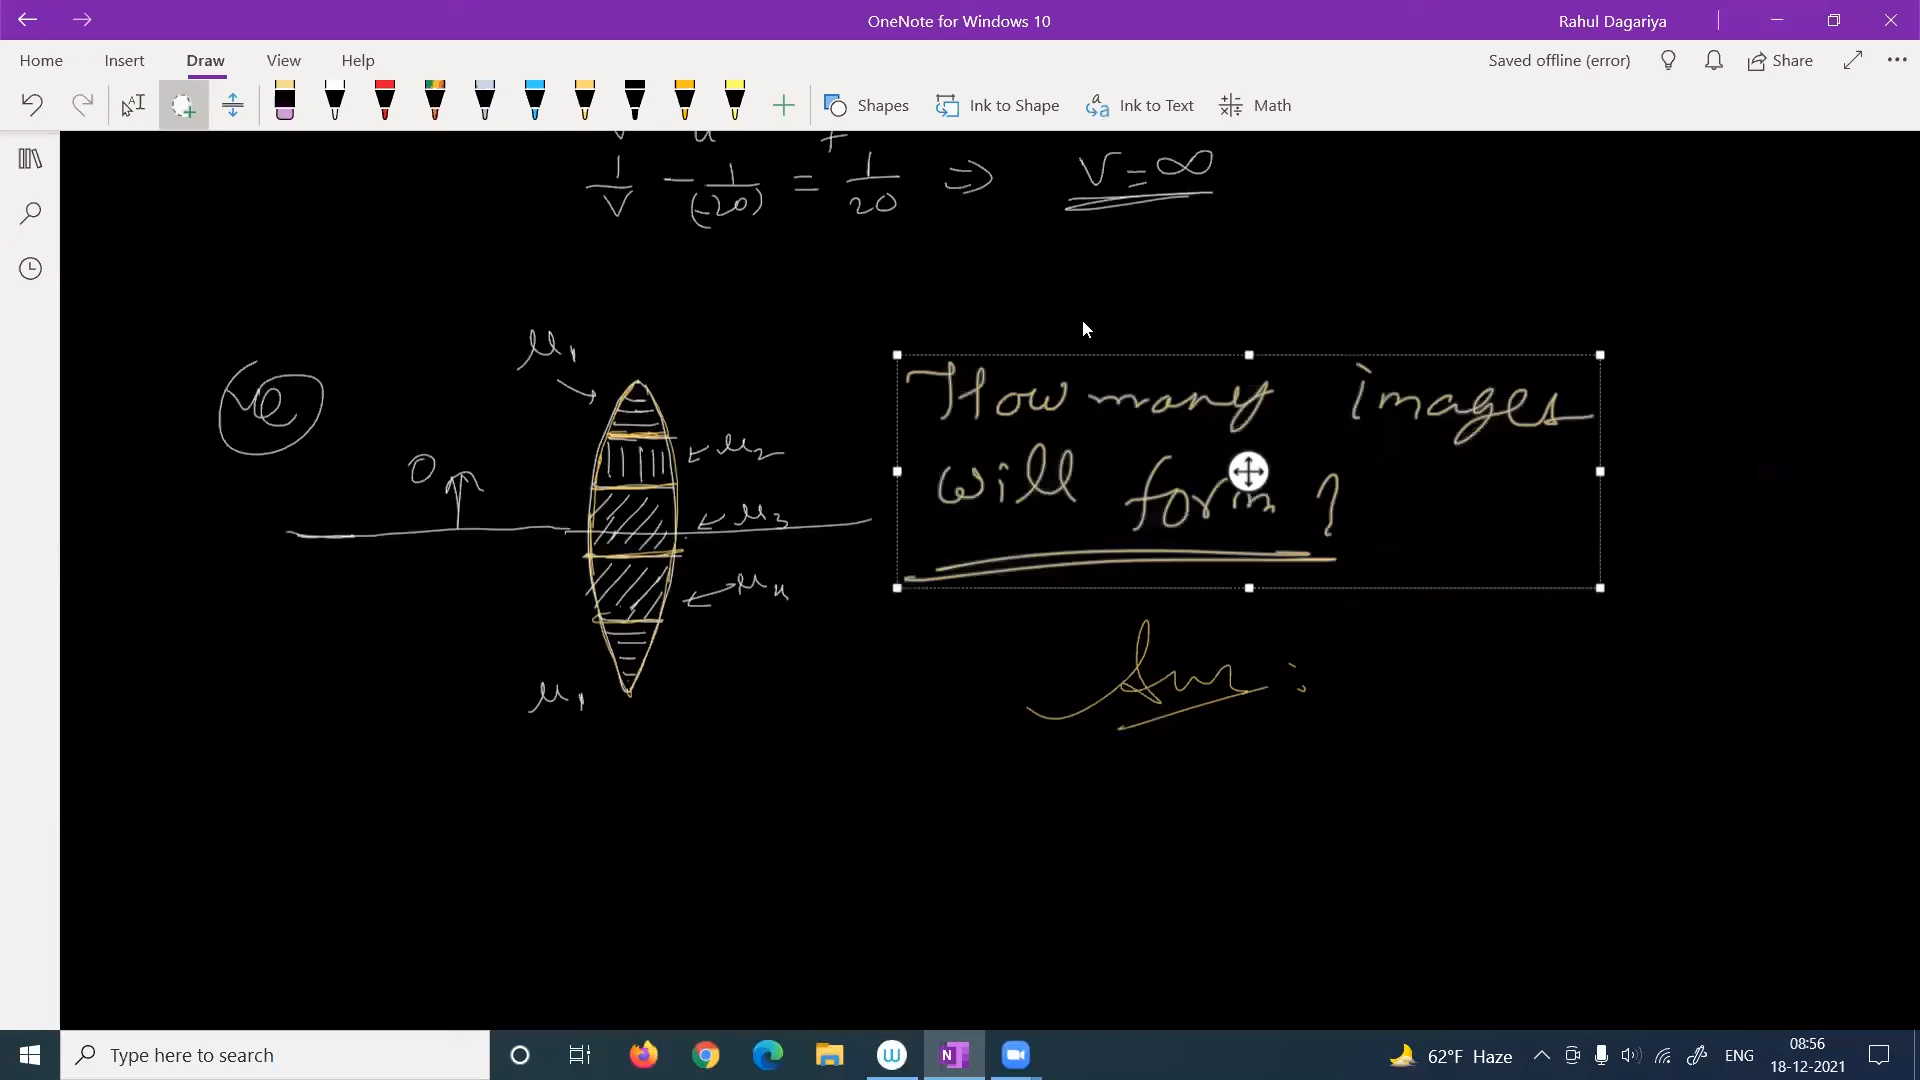 OneNote for Windows 10
Rahul Dagariya
Home Insert Draw View Help
Saved offline (error)
Share
Shapes
Ink to Shape
Ink to Text
Math
1/v - 1/(-20) = 1/20 ⇒ v = ∞
μ1
How many images
will form ?
μ2
O
μ3
μ4
μ1
Ans :
Type here to search
62°F Haze
ENG
08:56
18-12-2021